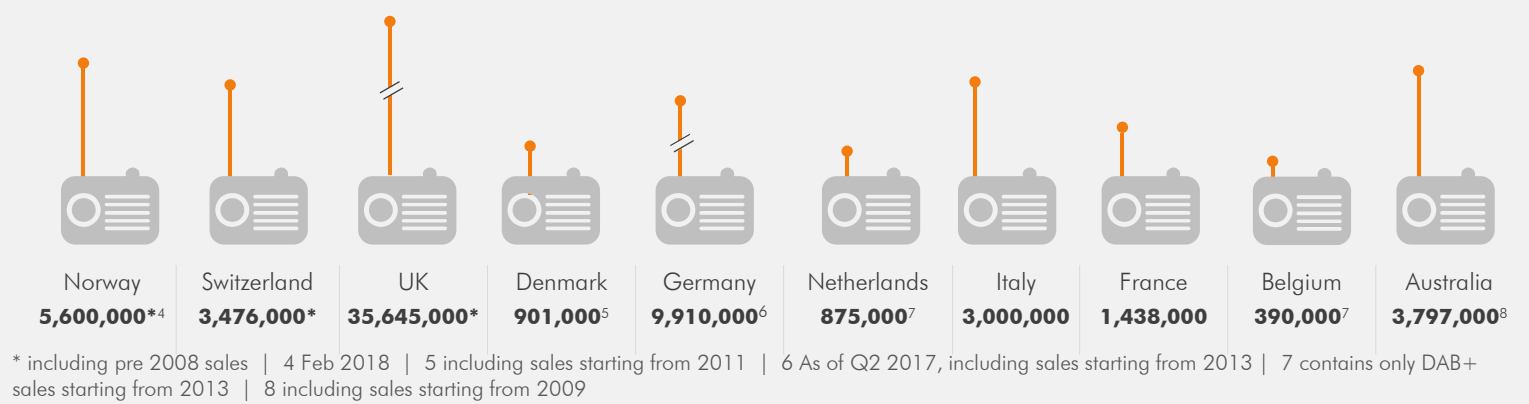 Norway Switzerland UK Denmark Germany Netherlands Italy France Belgium Australia
5,600,000*4 3,476,000* 35,645,000* 901,0005 9,910,0006 875,0007 3,000,000 1,438,000 390,0007 3,797,0008
* including pre 2008 sales | 4 Feb 2018 | 5 including sales starting from 2011 | 6 As of Q2 2017, including sales starting from 2013 | 7 contains only DAB+
sales starting from 2013 | 8 including sales starting from 2009